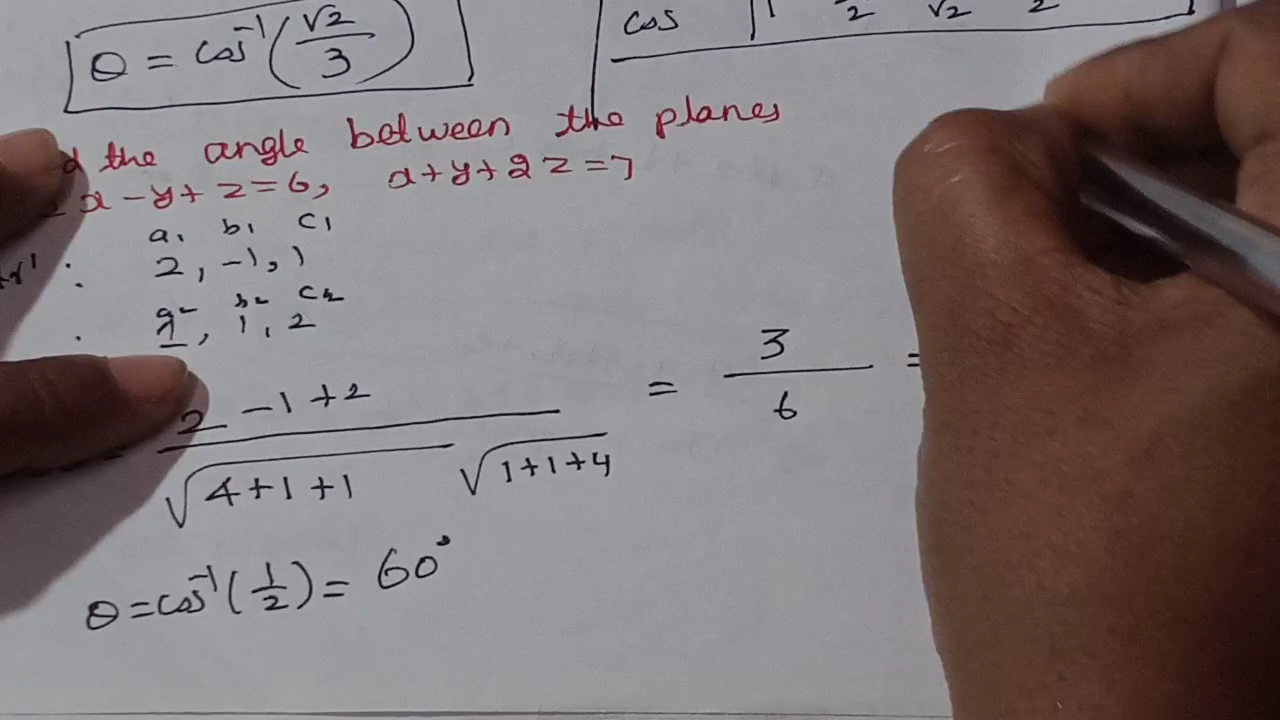 θ = cos⁻¹(√2/3)
cos | 1 2 √2 2
the angle between the planes
x - y + z = 6, x + y + 2z = 7
a₁ b₁ c₁
: 2, -1, 1
a₂ b₂ c₂
1, 2
2 - 1 + 2 / √4+1+1 √1+1+4 = 3/6 =
θ = cos⁻¹(1/2) = 60°